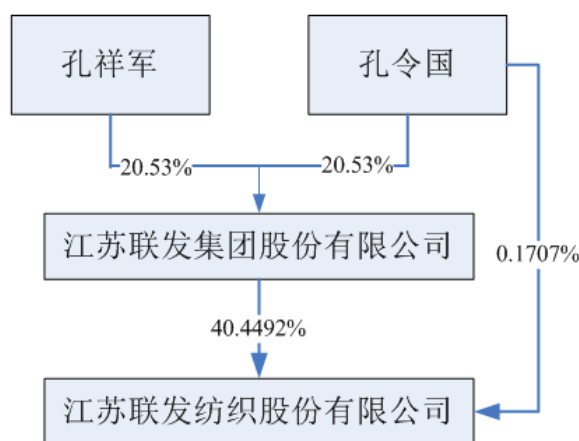 孔祥军
孔令国
20.53%
20.53%
江苏联发集团股份有限公司
0.1707%
40.4492%
江苏联发纺织股份有限公司